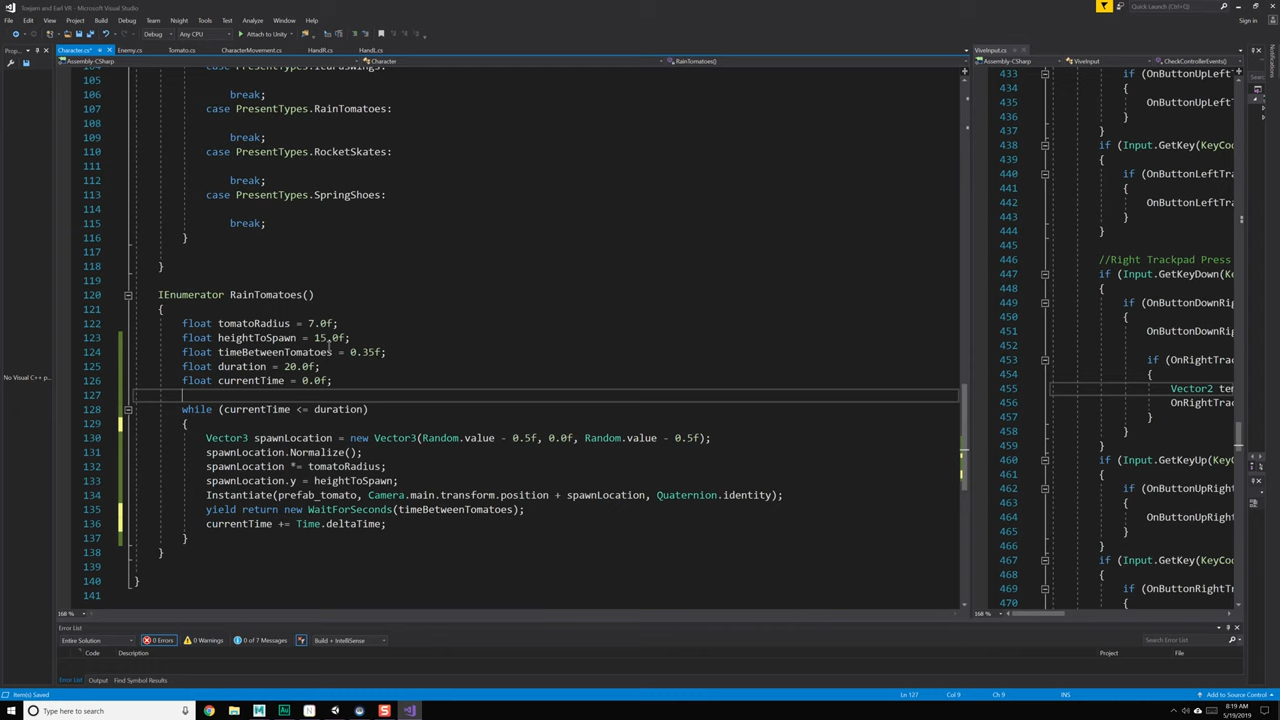 Toejam and Earl VR - Microsoft Visual Studio
Quick Launch (Ctrl+Q)
File Edit View Project Build Debug Team Nsight Tools Test Analyze Window Help
Sign in
Debug Any CPU Attach to Unity
Prop...
Character.cs* Enemy.cs Tomato.cs CharacterMovement.cs HandR.cs HandL.cs
ViveInput.cs
Assembly-CSharp Character RainTomatoes()
Assembly-CSharp ViveInput CheckControllerEvents()
Notifications
No Visual C++ p
105
106 break;
107 case PresentTypes.RainTomatoes:
108
109 break;
110 case PresentTypes.RocketSkates:
111
112 break;
113 case PresentTypes.SpringShoes:
114
115 break;
116 }
117
118 }
119
120 IEnumerator RainTomatoes()
121 {
122 float tomatoRadius = 7.0f;
123 float heightToSpawn = 15.0f;
124 float timeBetweenTomatoes = 0.35f;
125 float duration = 20.0f;
126 float currentTime = 0.0f;
127
128 while (currentTime <= duration)
129 {
130 Vector3 spawnLocation = new Vector3(Random.value - 0.5f, 0.0f, Random.value - 0.5f);
131 spawnLocation.Normalize();
132 spawnLocation *= tomatoRadius;
133 spawnLocation.y = heightToSpawn;
134 Instantiate(prefab_tomato, Camera.main.transform.position + spawnLocation, Quaternion.identity);
135 yield return new WaitForSeconds(timeBetweenTomatoes);
136 currentTime += Time.deltaTime;
137 }
138 }
139
140 }
141
433 if (OnButtonUpLeft
434 {
435 OnButtonUpLeft
436 }
437 }
438 if (Input.GetKey(KeyCo
439 {
440 if (OnButtonLeftTra
441 {
442 OnButtonLeftTra
443 }
444 }
445
446 //Right Trackpad Press
447 if (Input.GetKeyDown(Ke
448 {
449 if (OnButtonDownRig
450 {
451 OnButtonDownRig
452 }
453 if (OnRightTrac
454 {
455 Vector2 tem
456 OnRightTrac
457 }
458 }
459 }
460 if (Input.GetKeyUp(KeyC
461 {
462 if (OnButtonUpRight
463 {
464 OnButtonUpRight
465 }
466 }
467 if (Input.GetKey(KeyCod
468 {
469 if (OnButtonRightTr
470 {
168 %
168 %
Error List
Entire Solution 0 Errors 0 Warnings 0 of 7 Messages Build + IntelliSense
Search Error List
Code Description Project File
Error List Output Find Symbol Results
Item(s) Saved Ln 127 Col 9 Ch 9 INS Add to Source Control
Type here to search
8:19 AM
5/19/2019